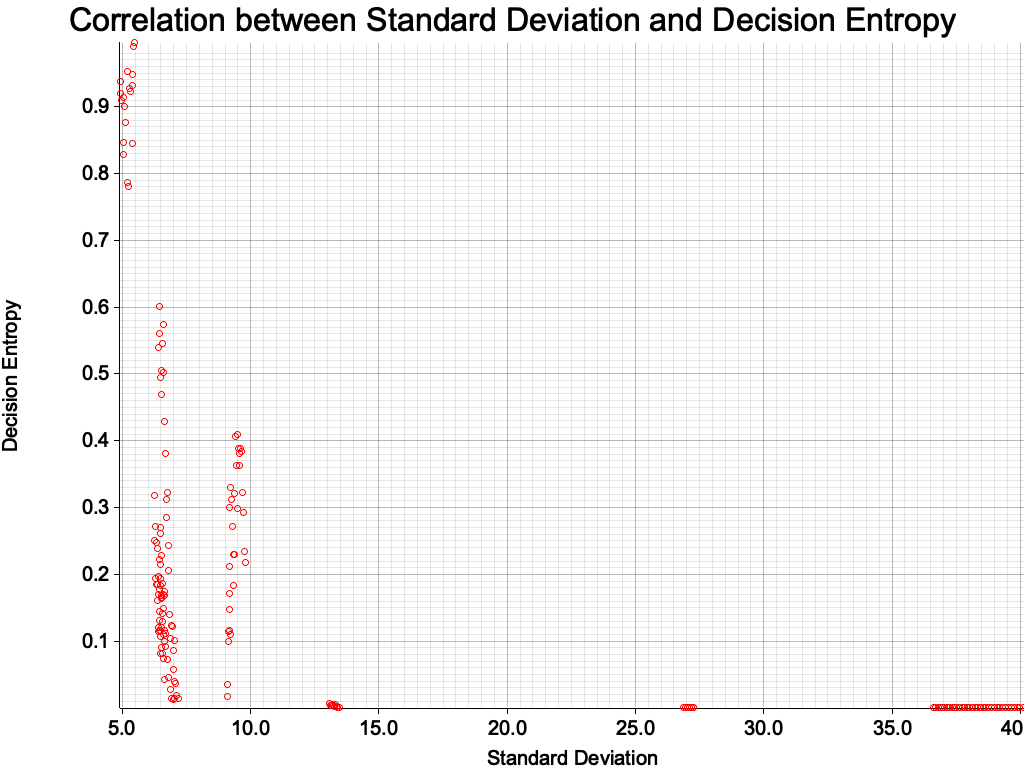 Correlation between Standard Deviation and Decision Entropy
Decision Entropy
0.9
0.8
0.7
0.6
0.5
0.4
0.3
0.2
0.1
5.0 10.0 15.0 20.0 25.0 30.0 35.0 40
Standard Deviation